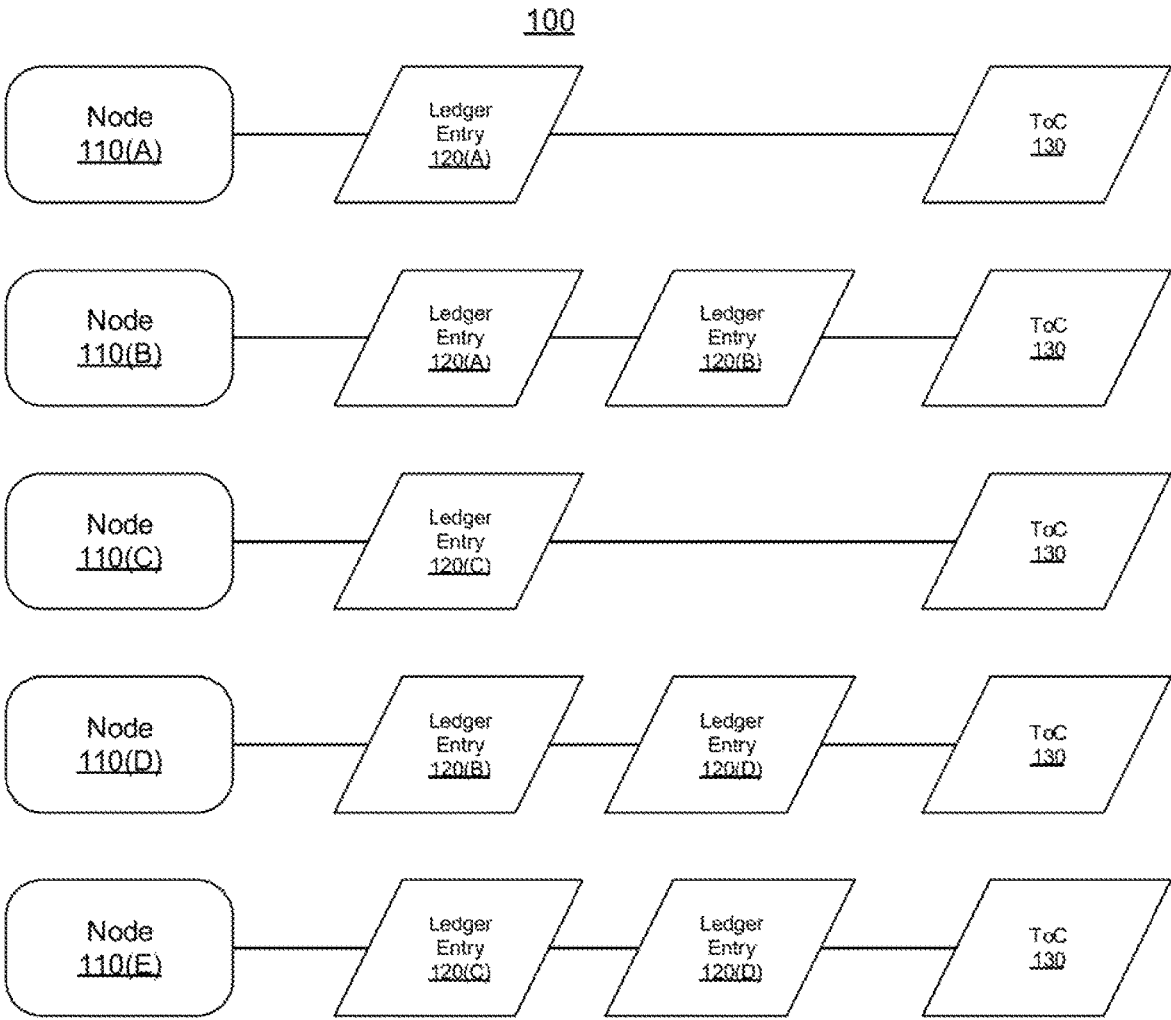 100
Node
110(A)
Ledger
Entry
120(A)
ToC
130
Node
110(B)
Ledger
Entry
120(A)
Ledger
Entry
120(B)
ToC
130
Node
110(C)
Ledger
Entry
120(C)
ToC
130
Node
110(D)
Ledger
Entry
120(B)
Ledger
Entry
120(D)
ToC
130
Node
110(E)
Ledger
Entry
120(C)
Ledger
Entry
120(D)
ToC
130